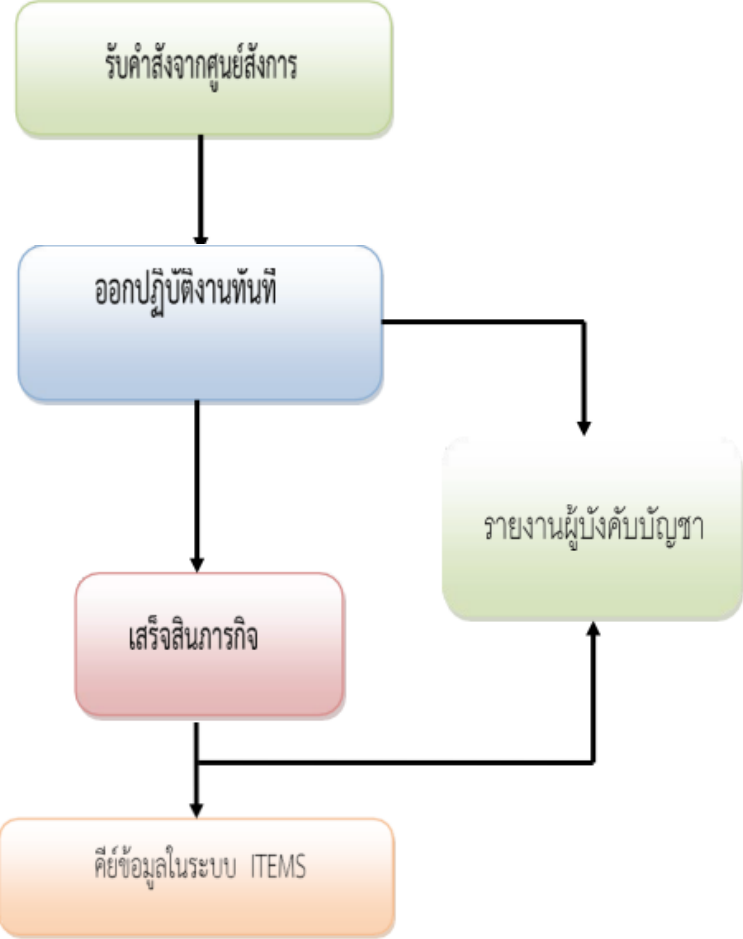 รับคำสั่งจากศูนย์สั่งการ
ออกปฏิบัติงานทันที
รายงานผู้บังคับบัญชา
เสร็จสินภารกิจ
คีย์ข้อมูลในระบบ ITEMS